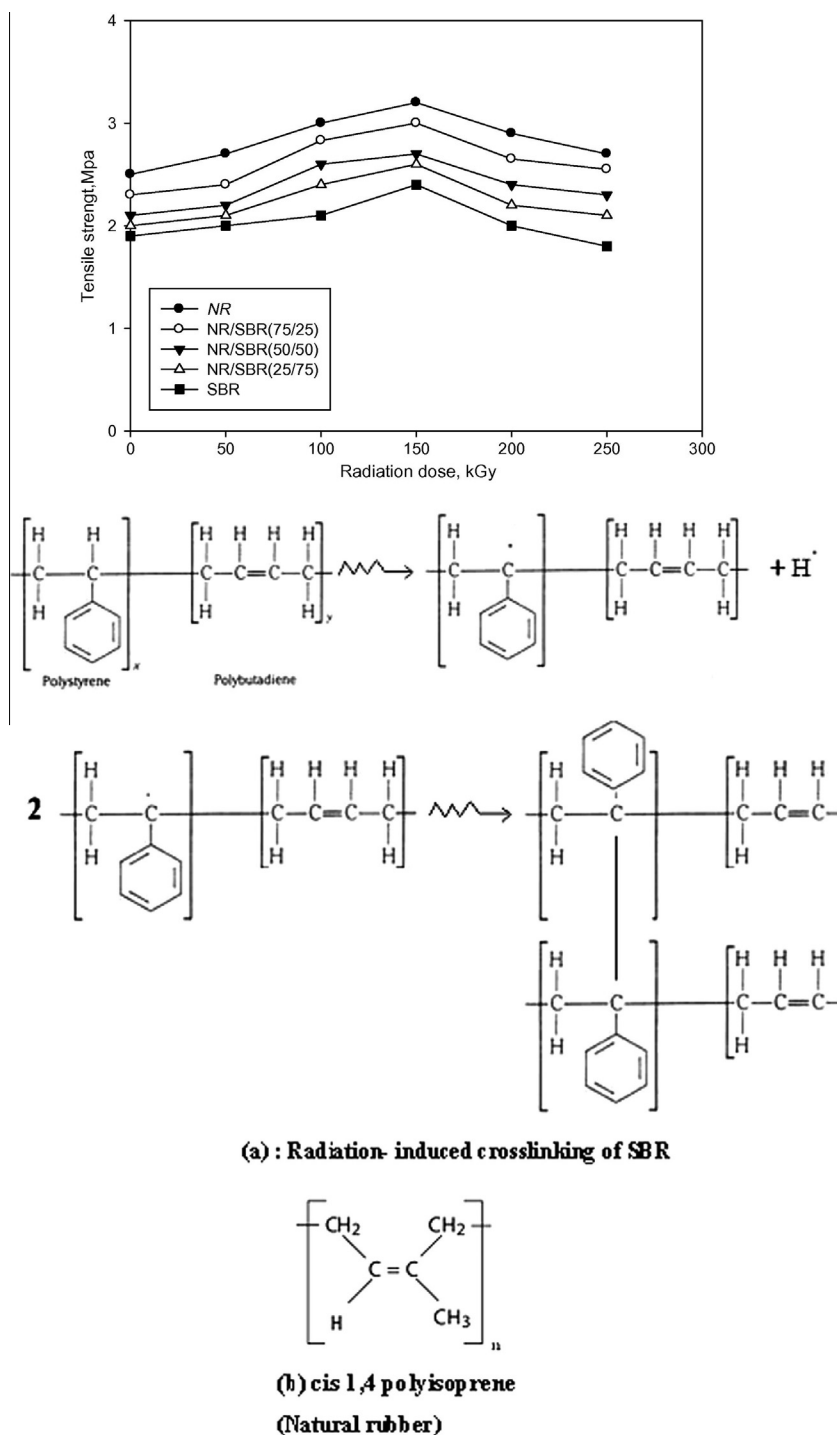 4
3
2
1
0
Tensile strengt,Mpa
NR
NR/SBR(75/25)
NR/SBR(50/50)
NR/SBR(25/75)
SBR
0 50 100 150 200 250 300
Radiation dose, kGy
H H H H H H H H H H H H
C C C C=C C C C C C=C C + H•
H H H H H H
x y
Polystyrene Polybutadiene
H H H H H H H H H
2 C C C C=C C C C C C=C
H H H H H
H H H H
C C C C=C
H H
(a) : Radiation- induced crosslinking of SBR
CH2 CH2
C = C
H CH3
n
(b) cis 1,4 polyisoprene
(Natural rubber)